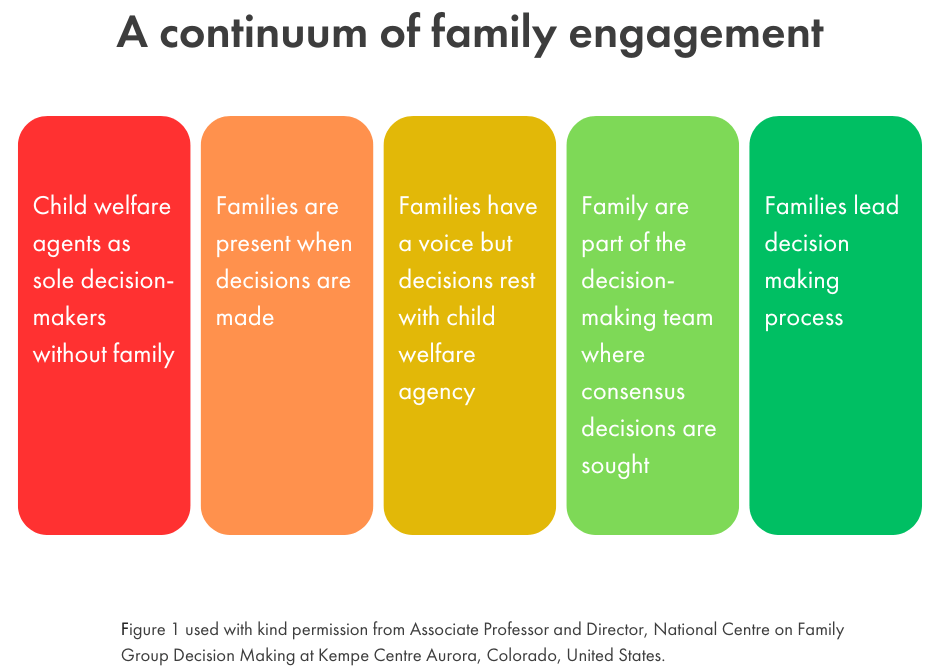 A continuum of family engagement
Child welfare
agents as
sole decision-
makers
without family
Families are
present when
decisions are
made
Families have
a voice but
decisions rest
with child
welfare
agency
Family are
part of the
decision-
making team
where
consensus
decisions are
sought
Families lead
decision
making
process
Figure 1 used with kind permission from Associate Professor and Director, National Centre on Family
Group Decision Making at Kempe Centre Aurora, Colorado, United States.